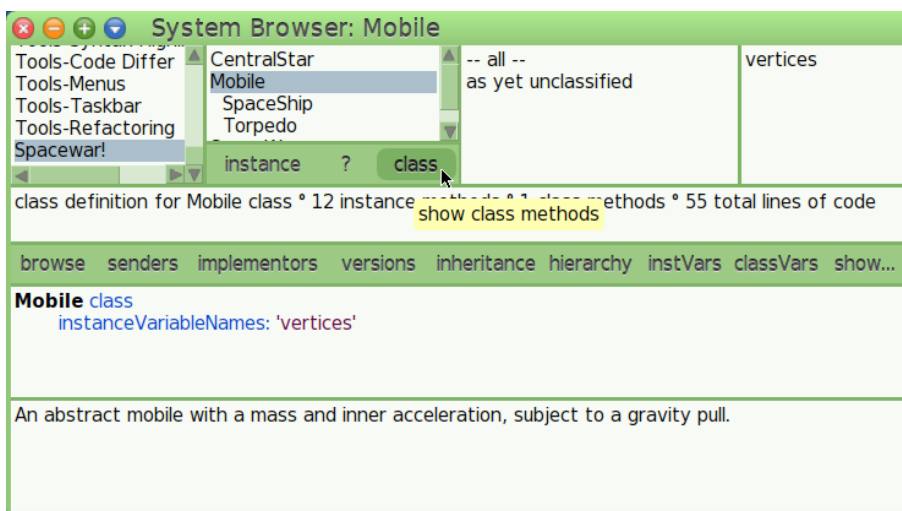 System Browser: Mobile
Tools-Code Differ
Tools-Menus
Tools-Taskbar
Tools-Refactoring
Spacewar!
CentralStar
Mobile
SpaceShip
Torpedo
instance ? class
-- all --
as yet unclassified
vertices
class definition for Mobile class ° 12 instance methods ° 1 class methods ° 55 total lines of code
show class methods
browse senders implementors versions inheritance hierarchy instVars classVars show...
Mobile class
instanceVariableNames: 'vertices'
An abstract mobile with a mass and inner acceleration, subject to a gravity pull.